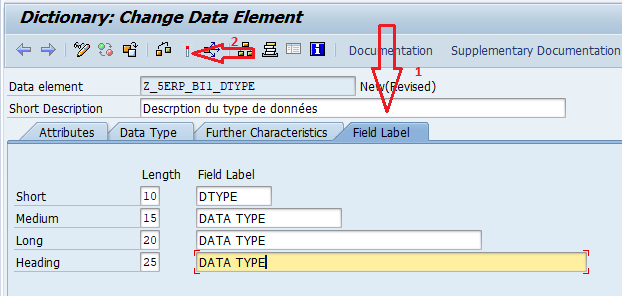 Dictionary: Change Data Element
2 Documentation Supplementary Documentation
1
Data element Z_5ERP_BI1_DTYPE New(Revised)
Short Description Descrption du type de données
Attributes Data Type Further Characteristics Field Label
Length Field Label
Short 10 DTYPE
Medium 15 DATA TYPE
Long 20 DATA TYPE
Heading 25 DATA TYPE